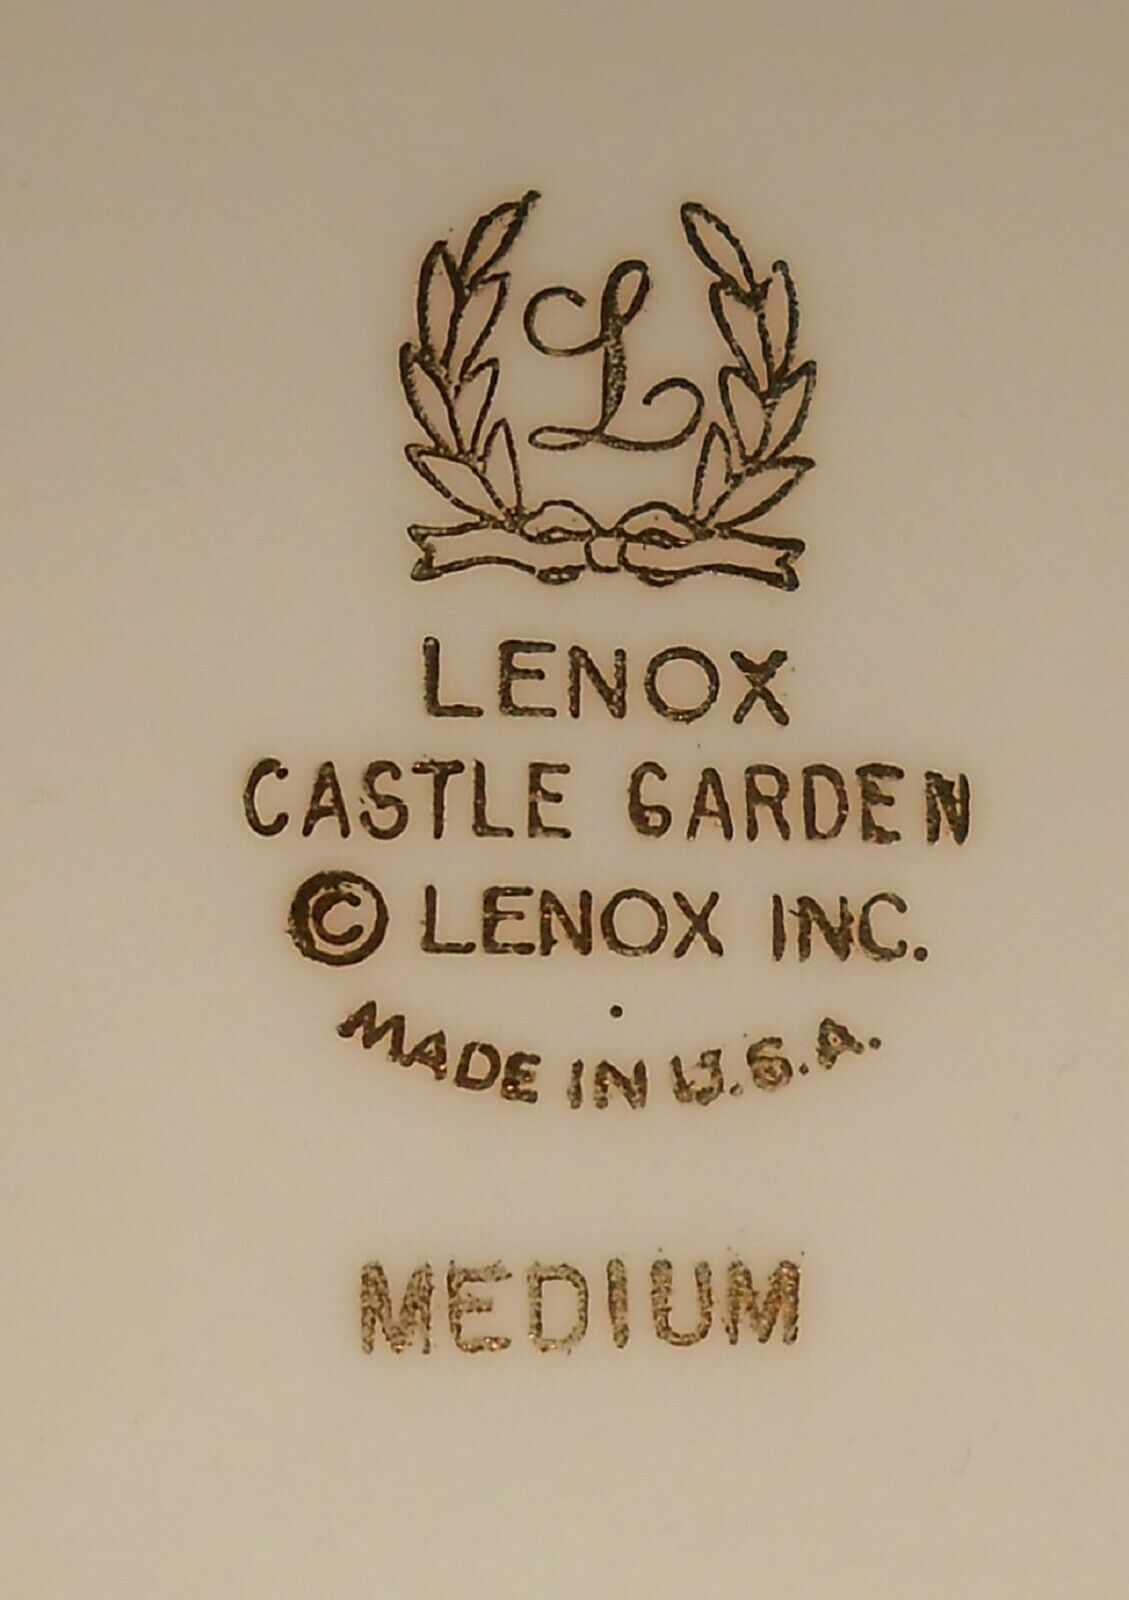 L
LENOX
CASTLE GARDEN
© LENOX INC.
MADE IN U.S.A.
MEDIUM